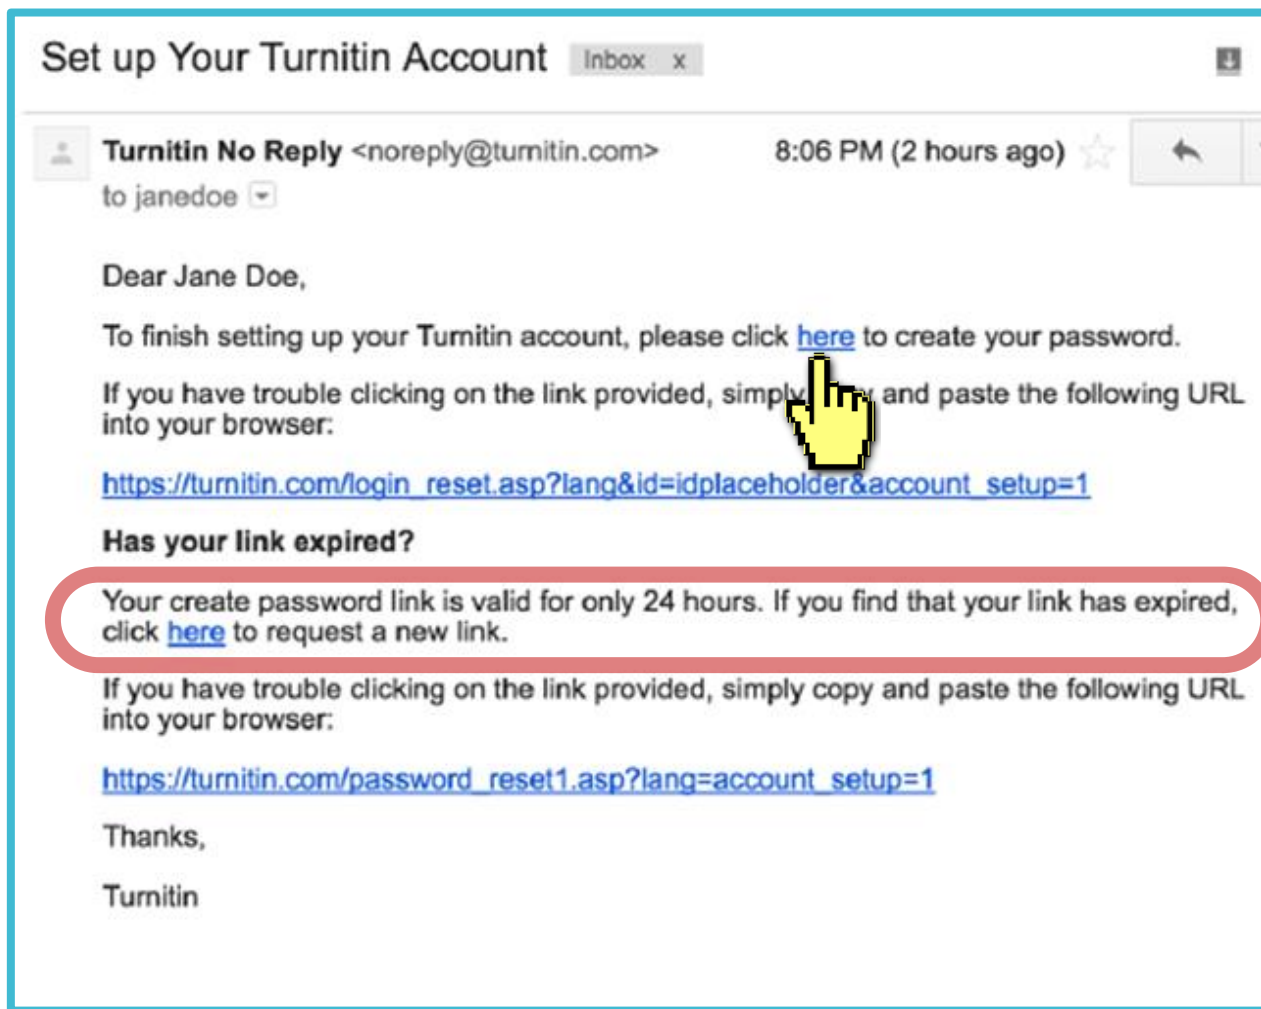 Set up Your Turnitin Account Inbox x
Turnitin No Reply <noreply@turnitin.com> 8:06 PM (2 hours ago)
to janedoe
Dear Jane Doe,
To finish setting up your Turnitin account, please click here to create your password.
If you have trouble clicking on the link provided, simply and paste the following URL
into your browser:
https://turnitin.com/login_reset.asp?lang&id=idplaceholder&account_setup=1
Has your link expired?
Your create password link is valid for only 24 hours. If you find that your link has expired,
click here to request a new link.
If you have trouble clicking on the link provided, simply copy and paste the following URL
into your browser:
https://turnitin.com/password_reset1.asp?lang=account_setup=1
Thanks,
Turnitin